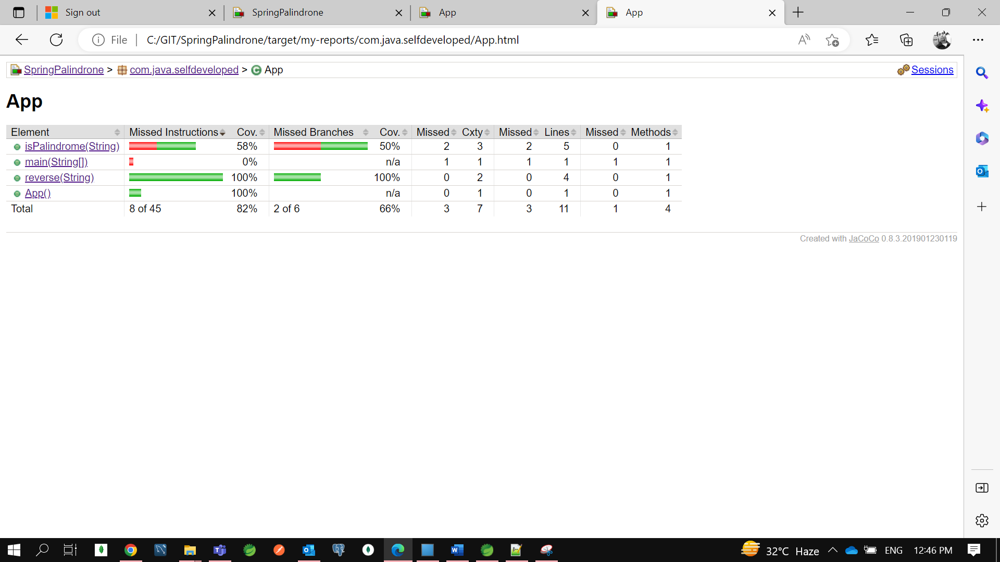 Sign out
SpringPalindrone
App
App
File
C:/GIT/SpringPalindrone/target/my-reports/com.java.selfdeveloped/App.html
SpringPalindrone > com.java.selfdeveloped > App
Sessions
App
Element Missed Instructions Cov. Missed Branches Cov. Missed Cxty Missed Lines Missed Methods
isPalindrome(String) 58% 50% 2 3 2 5 0 1
main(String[]) 0% n/a 1 1 1 1 1 1
reverse(String) 100% 100% 0 2 0 4 0 1
App() 100% n/a 0 1 0 1 0 1
Total 8 of 45 82% 2 of 6 66% 3 7 3 11 1 4
Created with JaCoCo 0.8.3.201901230119
32°C Haze ENG 12:46 PM